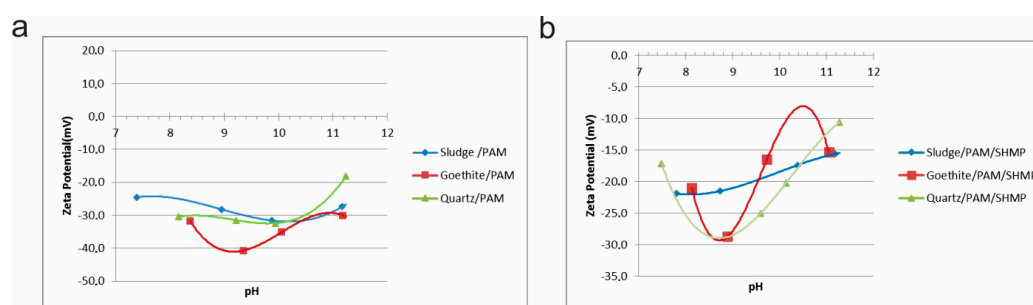 a
20,0
10,0
0,0
7 8 9 10 11 12
-10,0
-20,0
-30,0
-40,0
-50,0
Zeta Potential(mV)
pH
Sludge /PAM
Goethite/PAM
Quartz/PAM
b
0,0
7 8 9 10 11 12
-5,0
-10,0
-15,0
-20,0
-25,0
-30,0
-35,0
Zeta Potential (mV)
pH
Sludge/PAM/SHMP
Goethite/PAM/SHMP
Quartz/PAM/SHMP